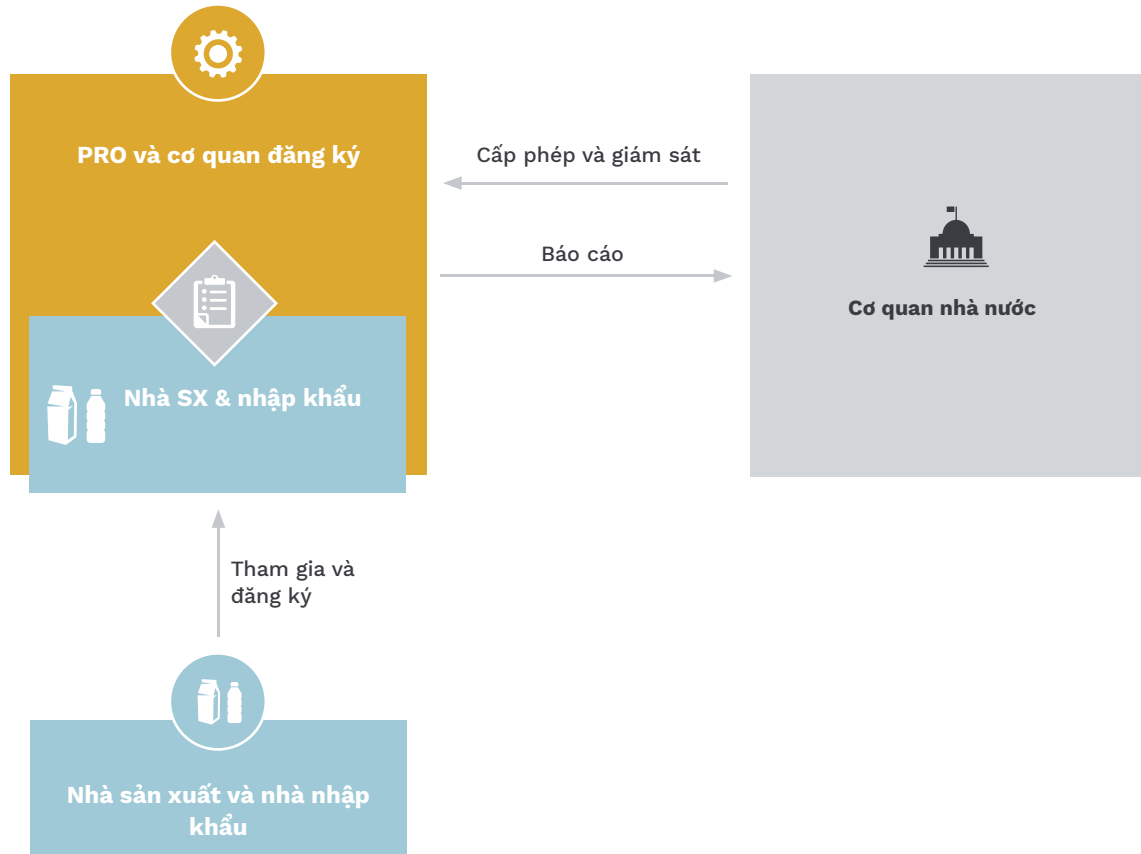 PRO và cơ quan đăng ký
Cấp phép và giám sát
Báo cáo
Cơ quan nhà nước
Nhà SX & nhập khẩu
Tham gia và
đăng ký
Nhà sản xuất và nhà nhập
khẩu